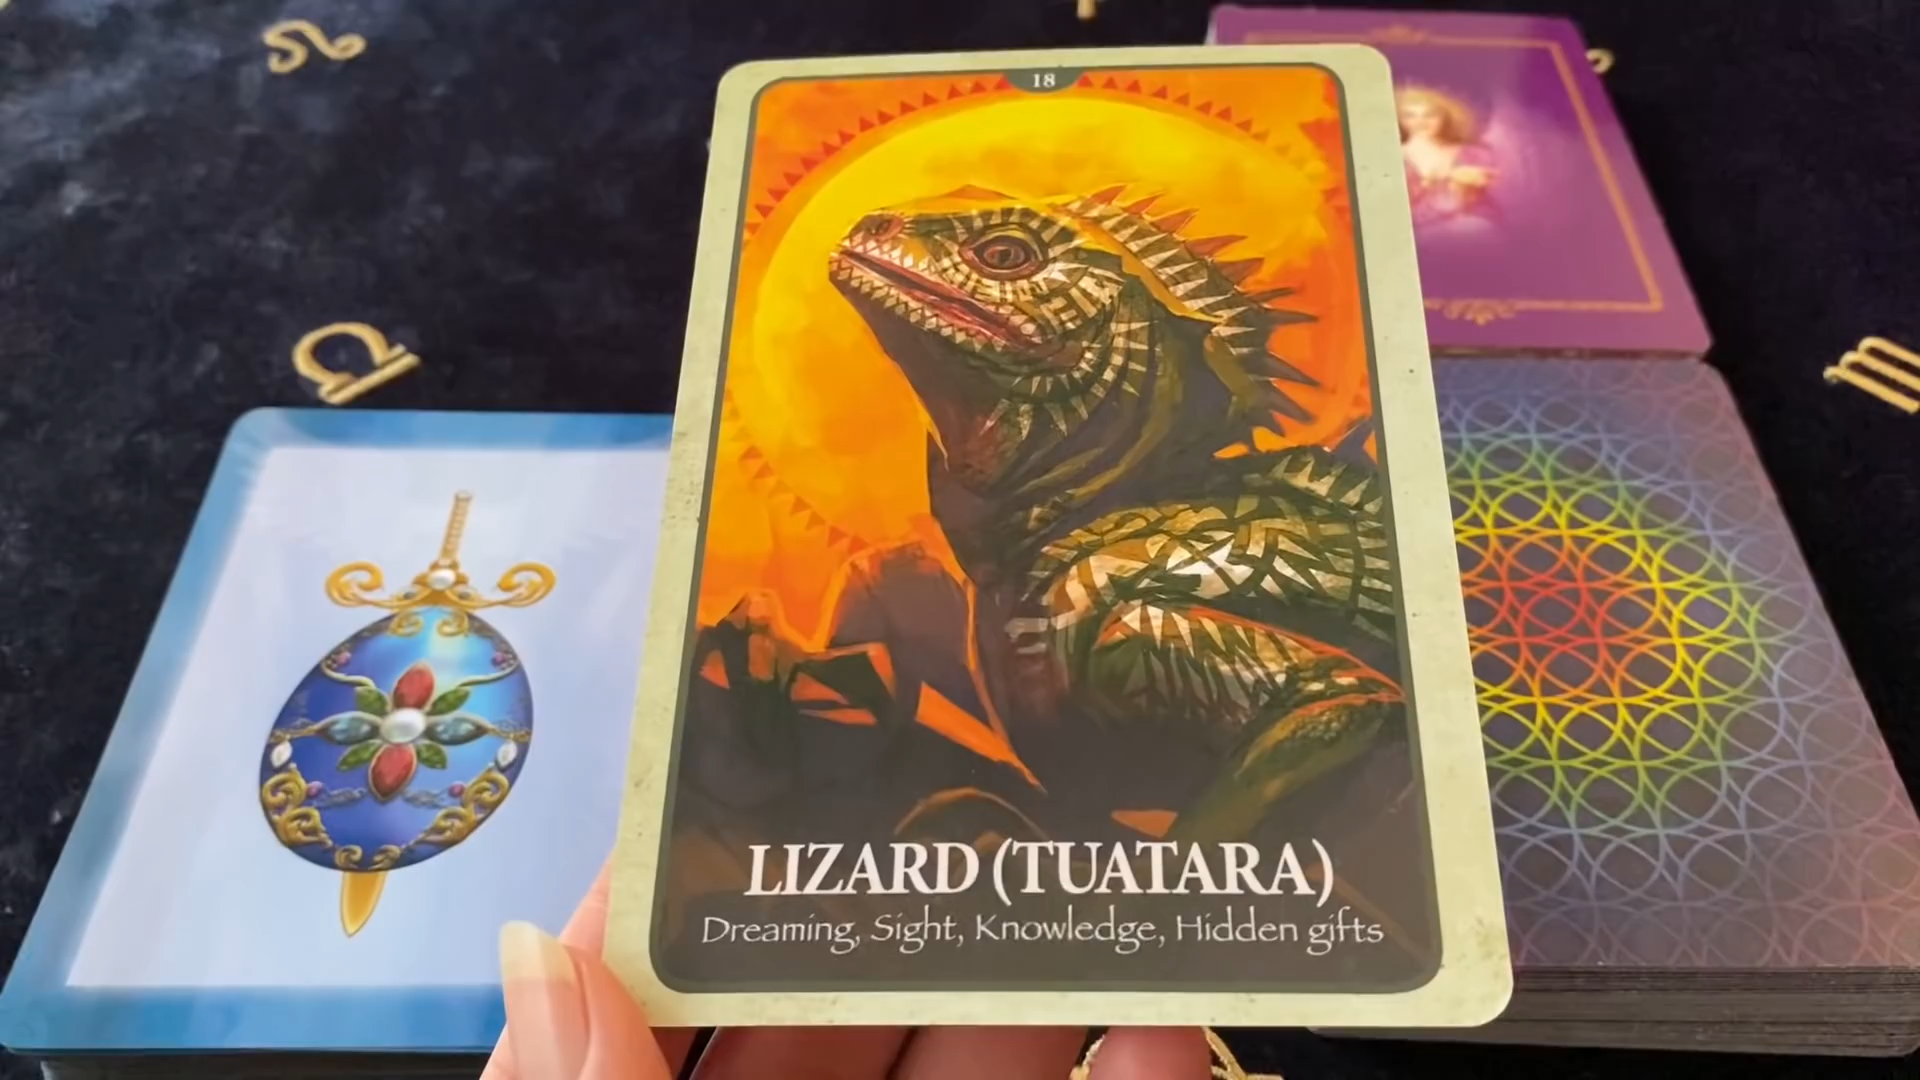 18
LIZARD (TUATARA)
Dreaming, Sight, Knowledge, Hidden gifts